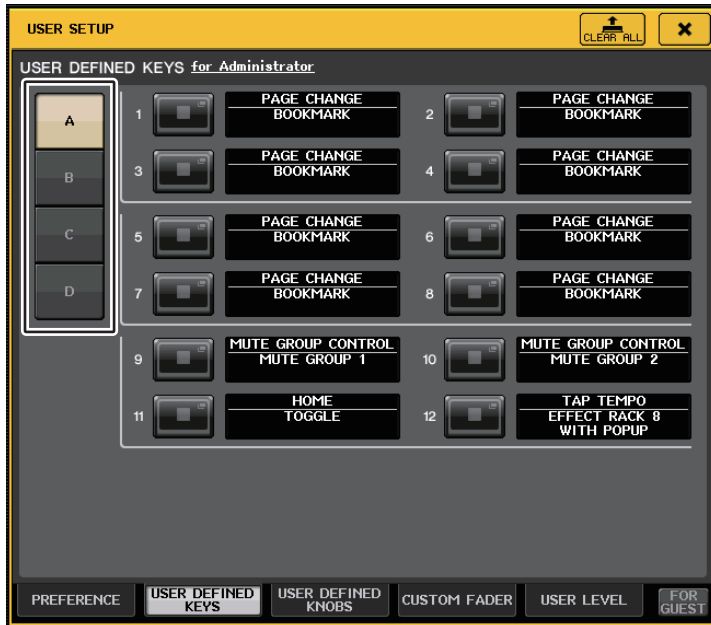 USER SETUP
CLEAR ALL
USER DEFINED KEYS for Administrator
A
B
C
D
1
PAGE CHANGE
BOOKMARK
2
PAGE CHANGE
BOOKMARK
3
PAGE CHANGE
BOOKMARK
4
PAGE CHANGE
BOOKMARK
5
PAGE CHANGE
BOOKMARK
6
PAGE CHANGE
BOOKMARK
7
PAGE CHANGE
BOOKMARK
8
PAGE CHANGE
BOOKMARK
9
MUTE GROUP CONTROL
MUTE GROUP 1
10
MUTE GROUP CONTROL
MUTE GROUP 2
11
HOME
TOGGLE
12
TAP TEMPO
EFFECT RACK 8
WITH POPUP
PREFERENCE
USER DEFINED
KEYS
USER DEFINED
KNOBS
CUSTOM FADER
USER LEVEL
FOR
GUEST